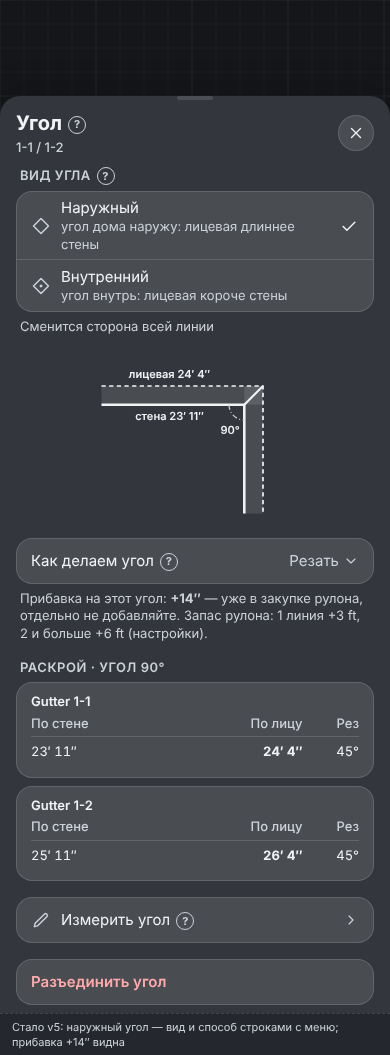 Угол ?
1-1 / 1-2
ВИД УГЛА ?
Наружный
угол дома наружу: лицевая длиннее
стены
Внутренний
угол внутрь: лицевая короче стены
Сменится сторона всей линии
лицевая 24′ 4″
стена 23′ 11″
90°
Как делаем угол ? Резать
Прибавка на этот угол: +14″ — уже в закупке рулона,
отдельно не добавляйте. Запас рулона: 1 линия +3 ft,
2 и больше +6 ft (настройки).
РАСКРОЙ · УГОЛ 90°
Gutter 1-1
По стене По лицу Рез
23′ 11″ 24′ 4″ 45°
Gutter 1-2
По стене По лицу Рез
25′ 11″ 26′ 4″ 45°
Измерить угол ?
Разъединить угол
Стало v5: наружный угол — вид и способ строками с меню;
прибавка +14″ видна